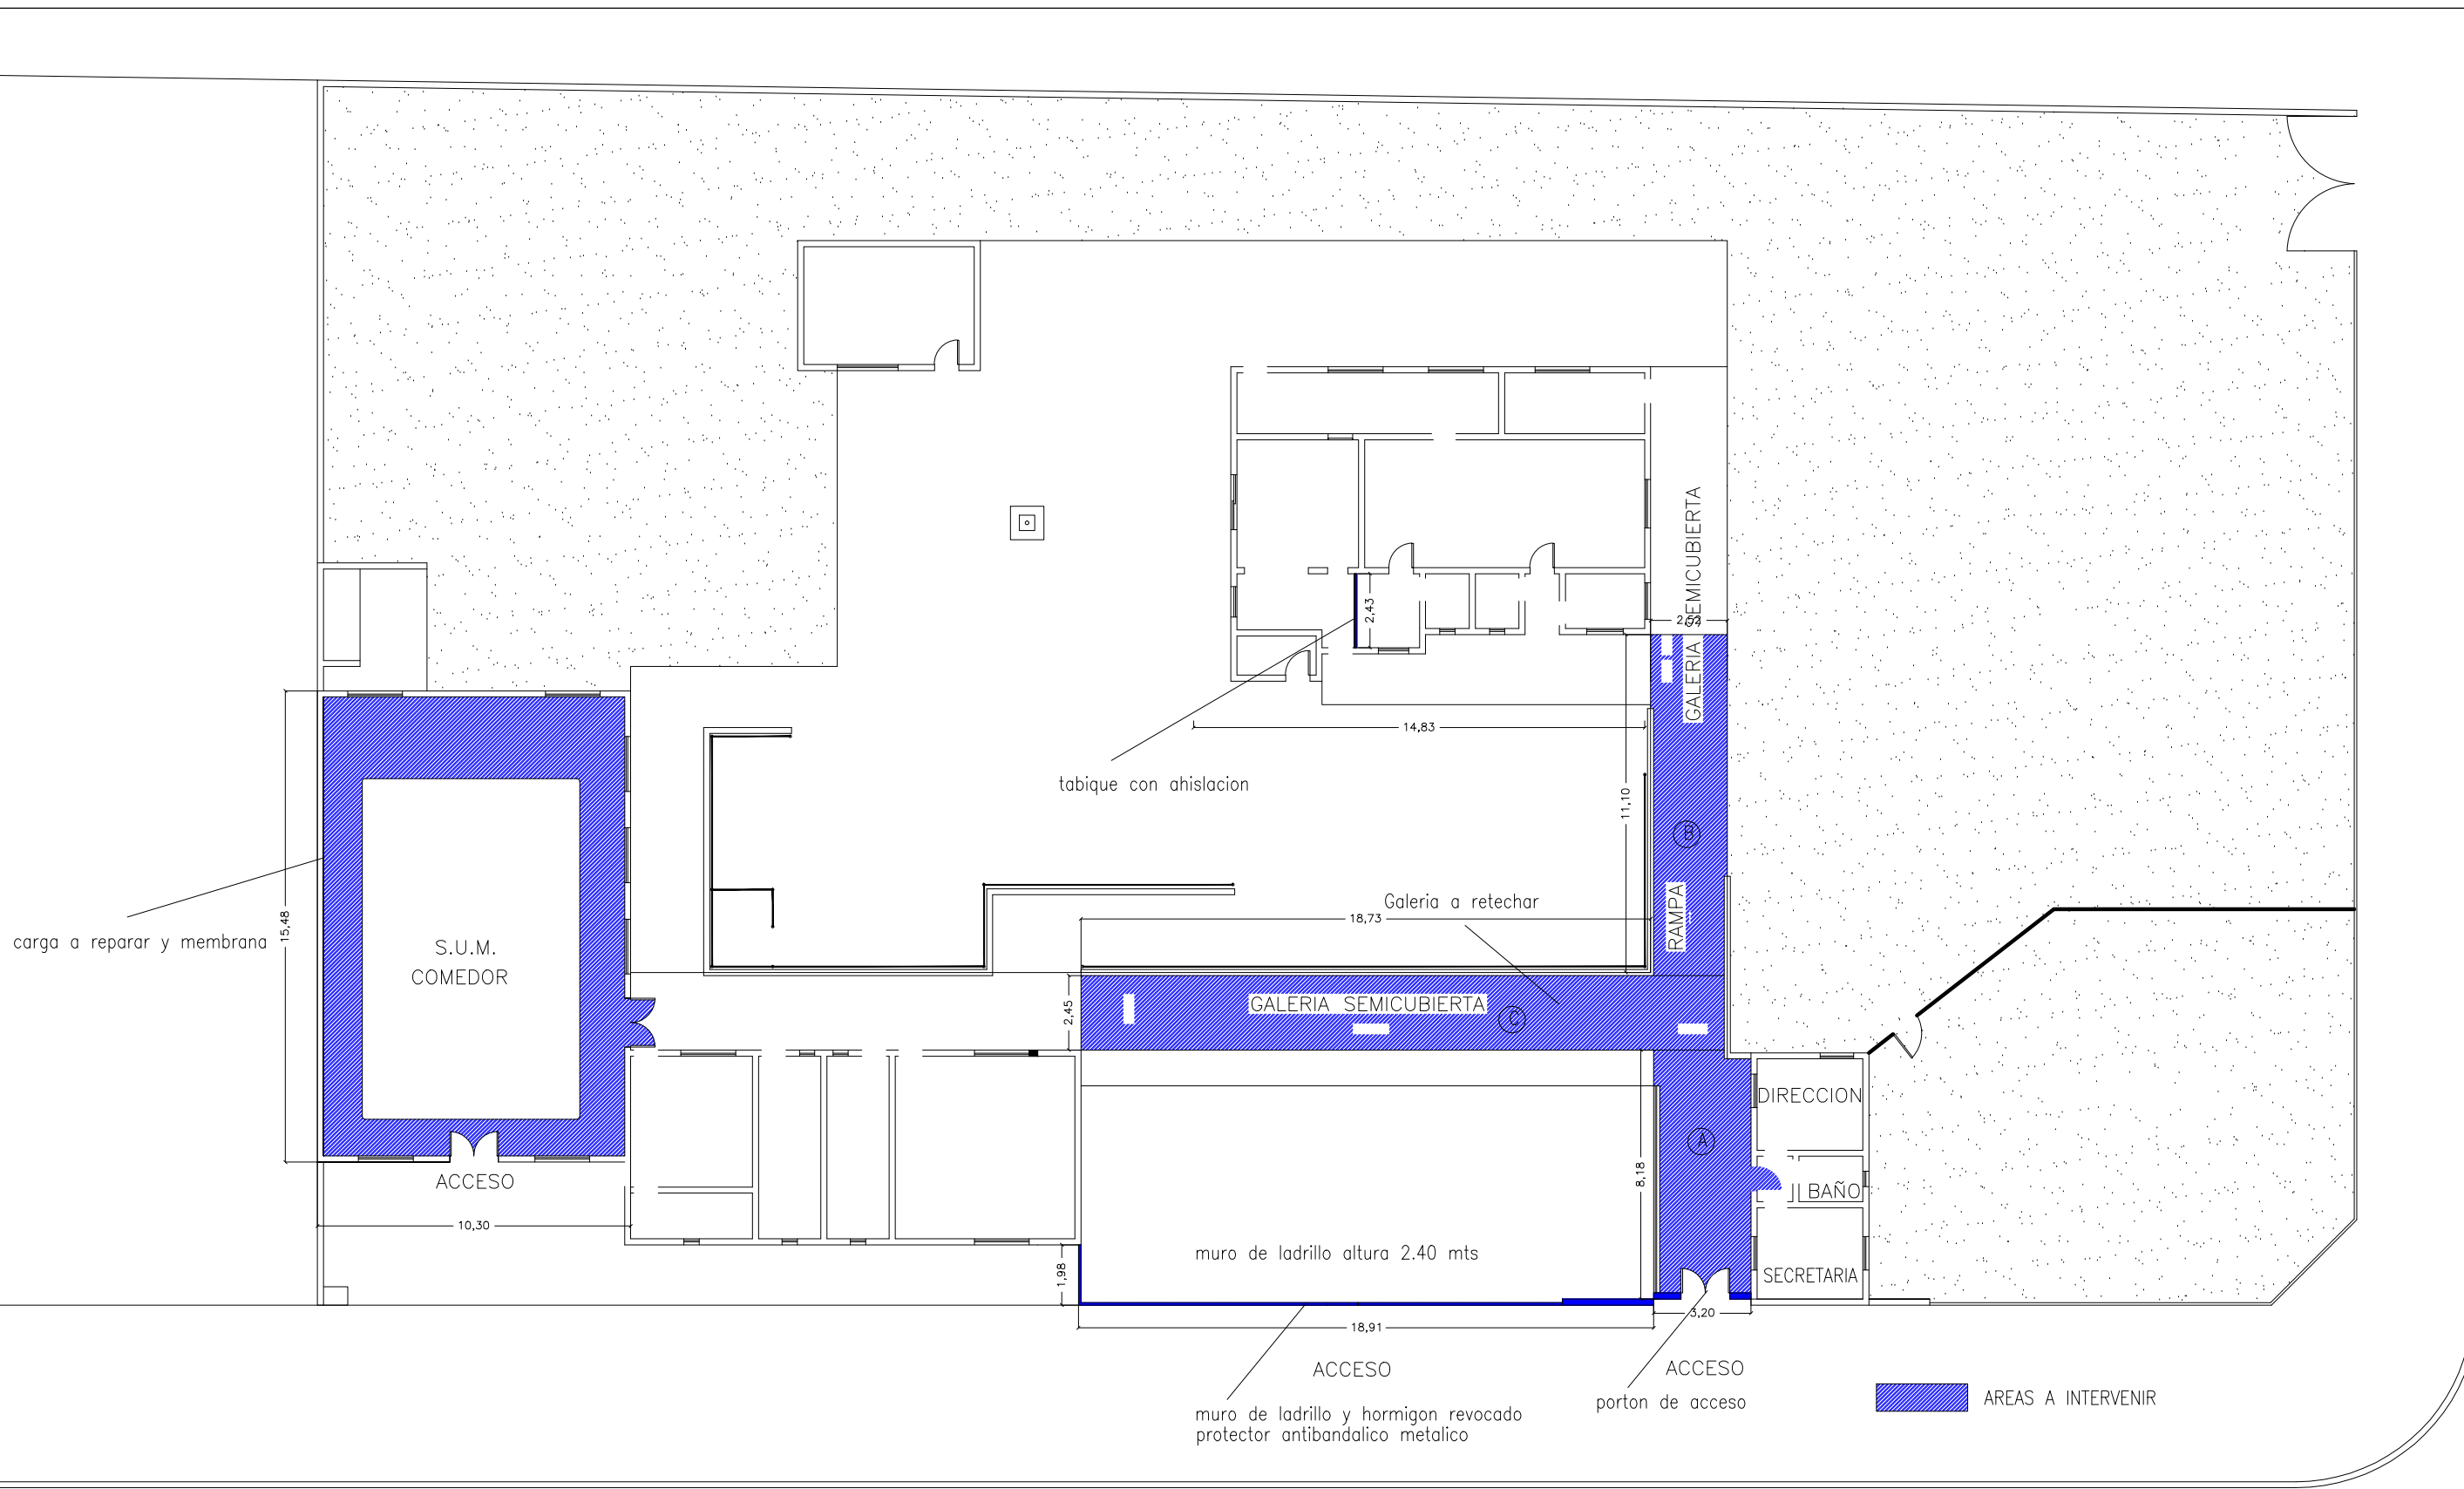 GALERIA SEMICUBIERTA
2,43
2,52
14,83
tabique con ahislacion
11,10
B
Galeria a retechar
RAMPA
18,73
15,48
carga a reparar y membrana
S.U.M.
COMEDOR
2,45
GALERIA SEMICUBIERTA
C
DIRECCION
A
8,18
ACCESO
BAÑO
10,30
muro de ladrillo altura 2.40 mts
1,98
SECRETARIA
3,20
18,91
ACCESO
ACCESO
porton de acceso
AREAS A INTERVENIR
muro de ladrillo y hormigon revocado
protector antibandalico metalico